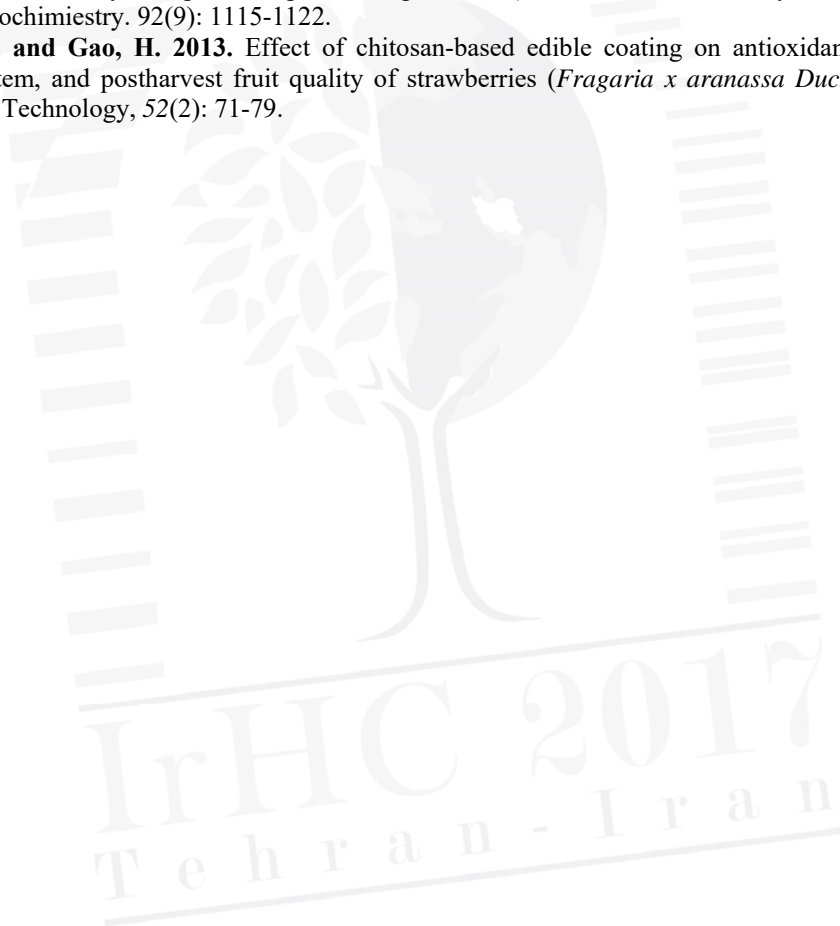 ochimiestry. 92(9): 1115-1122.
and Gao, H. 2013. Effect of chitosan-based edible coating on antioxidan
tem, and postharvest fruit quality of strawberries (Fragaria x aranassa Duc
Technology, 52(2): 71-79.
IrHC 2017
Tehran-Iran